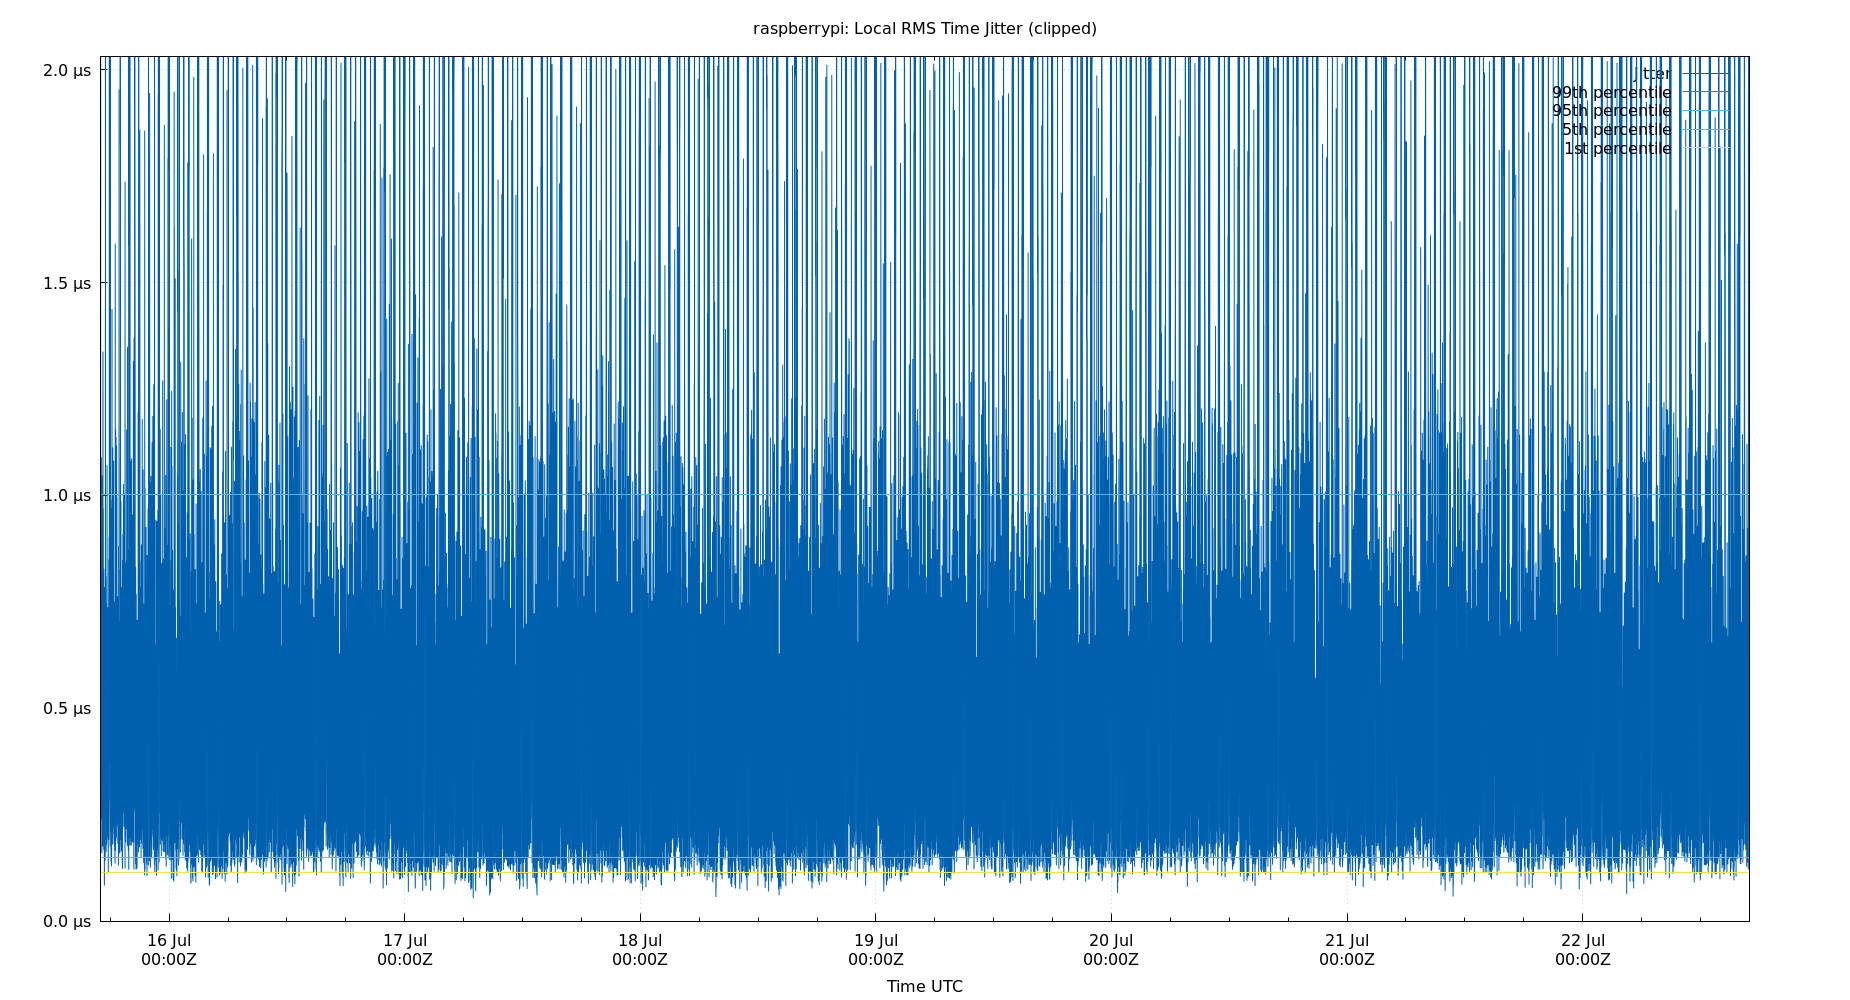 raspberrypi: Local RMS Time Jitter (clipped)
2.0 µs
1.5 µs
1.0 µs
0.5 µs
0.0 µs
jitter
99th percentile
95th percentile
5th percentile
1st percentile
16 Jul 17 Jul 18 Jul 19 Jul 20 Jul 21 Jul 22 Jul
00:00Z 00:00Z 00:00Z 00:00Z 00:00Z 00:00Z 00:00Z
Time UTC